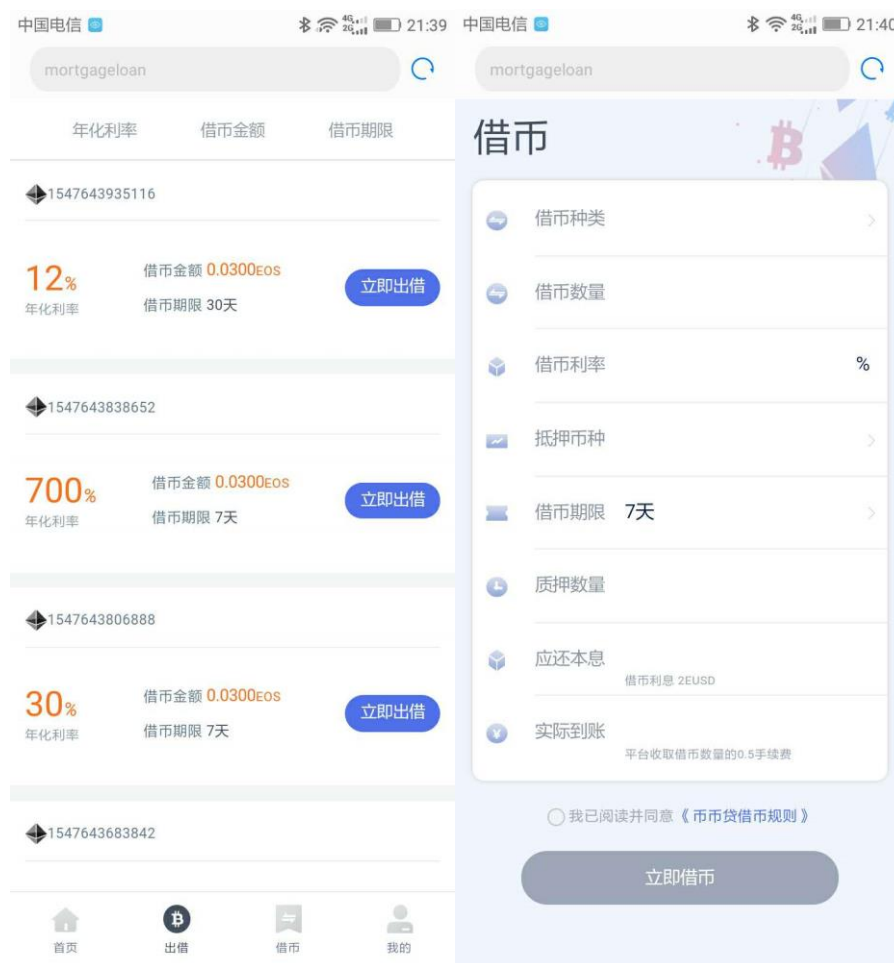 中国电信 4G 2G 21:39
mortgageloan
年化利率 借币金额 借币期限
1547643935116
12% 借币金额 0.0300EOS 立即出借
年化利率 借币期限 30天
1547643838652
700% 借币金额 0.0300EOS 立即出借
年化利率 借币期限 7天
1547643806888
30% 借币金额 0.0300EOS 立即出借
年化利率 借币期限 7天
1547643683842
首页 出借 借币 我的
中国电信 4G 2G 21:40
mortgageloan
借币
借币种类
借币数量
借币利率 %
抵押币种
借币期限 7天
质押数量
应还本息
借币利息 2EUSD
实际到账
平台收取借币数量的0.5手续费
我已阅读并同意《币币贷借币规则》
立即借币